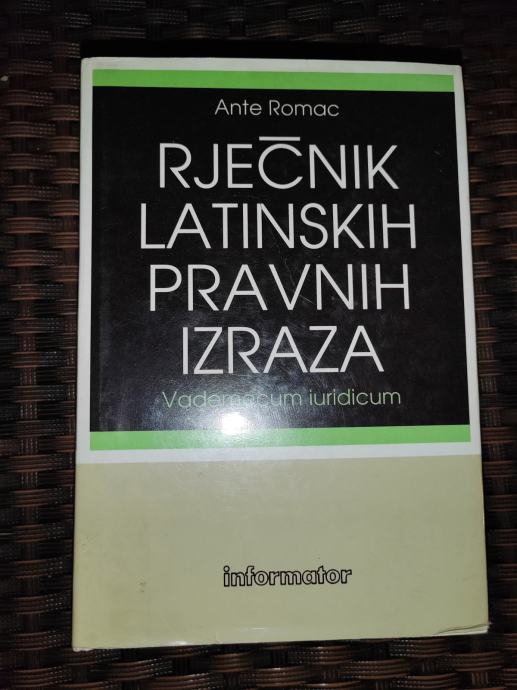 Ante Romac
RJEČNIK
LATINSKIH
PRAVNIH
IZRAZA
Vademecum iuridicum
informator